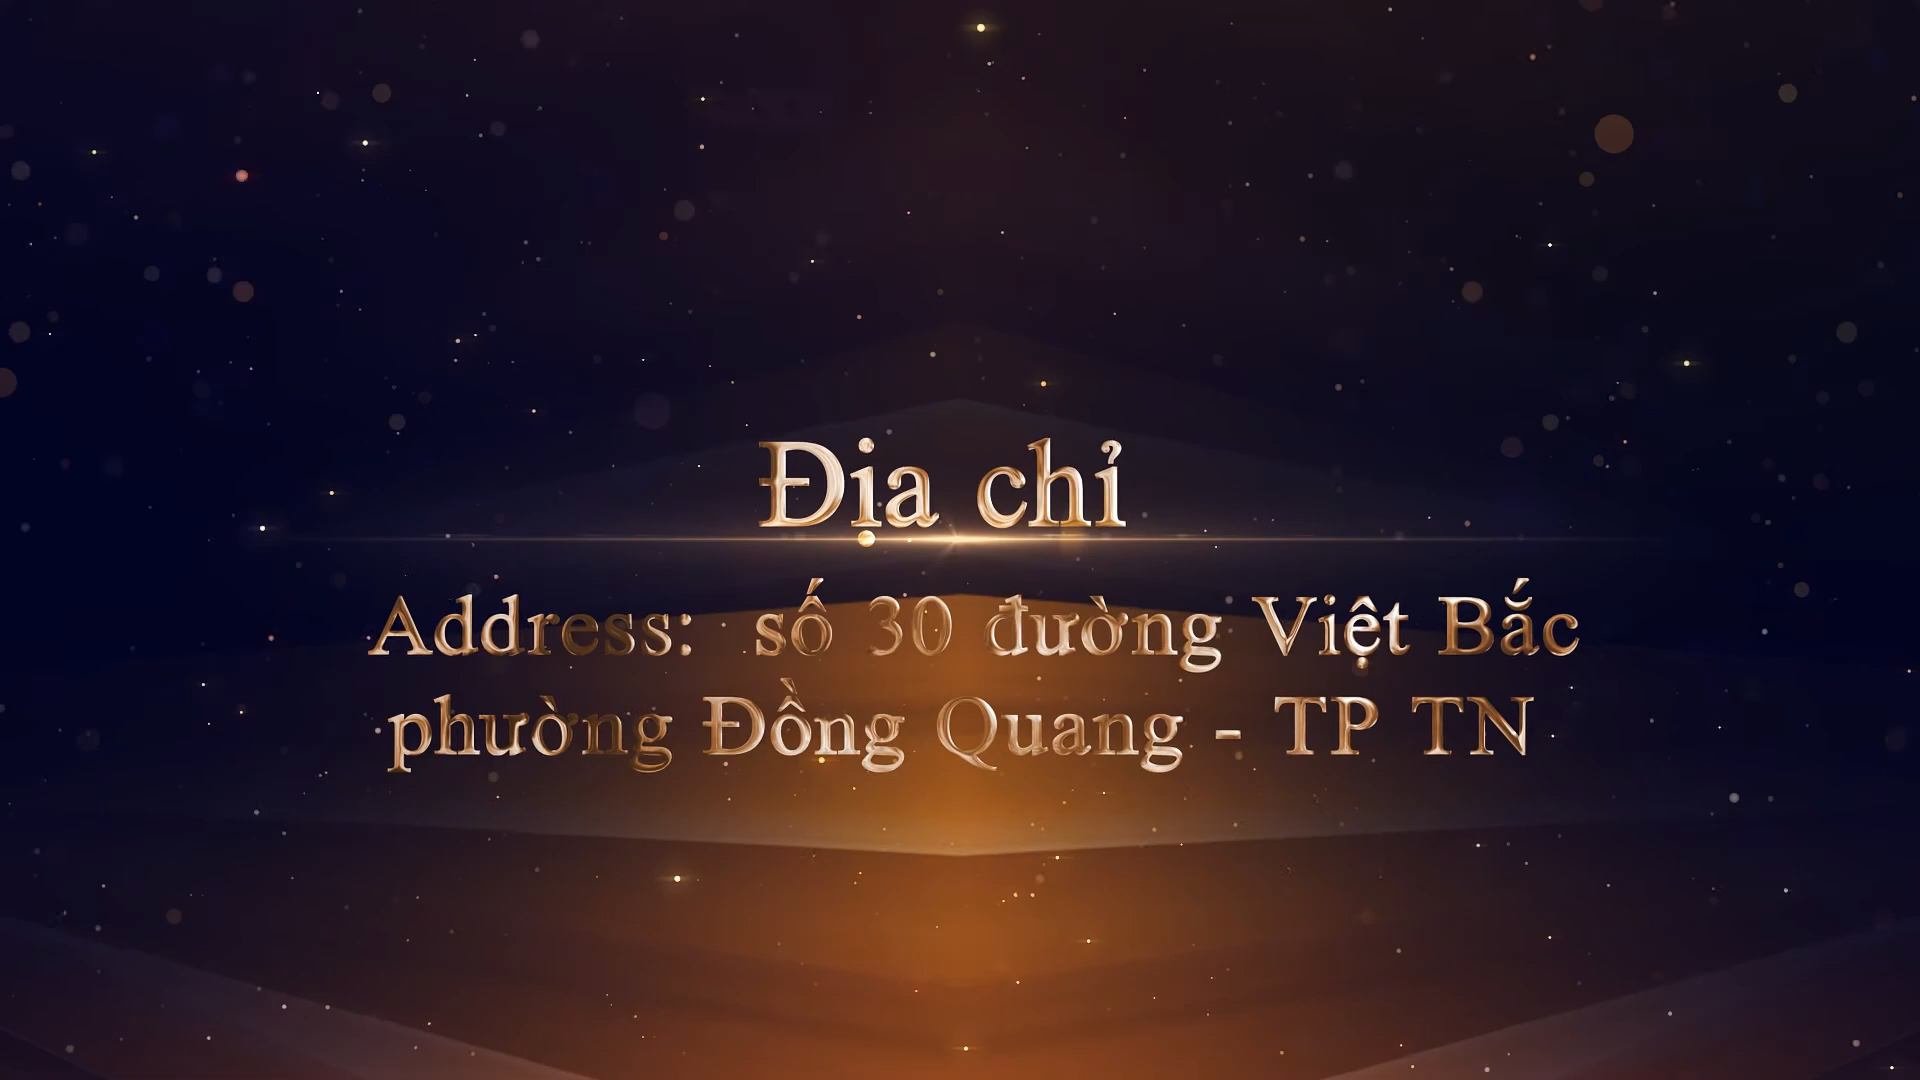 Địa chỉ
Address: số 30 đường Việt Bắc
phường Đồng Quang - TP TN